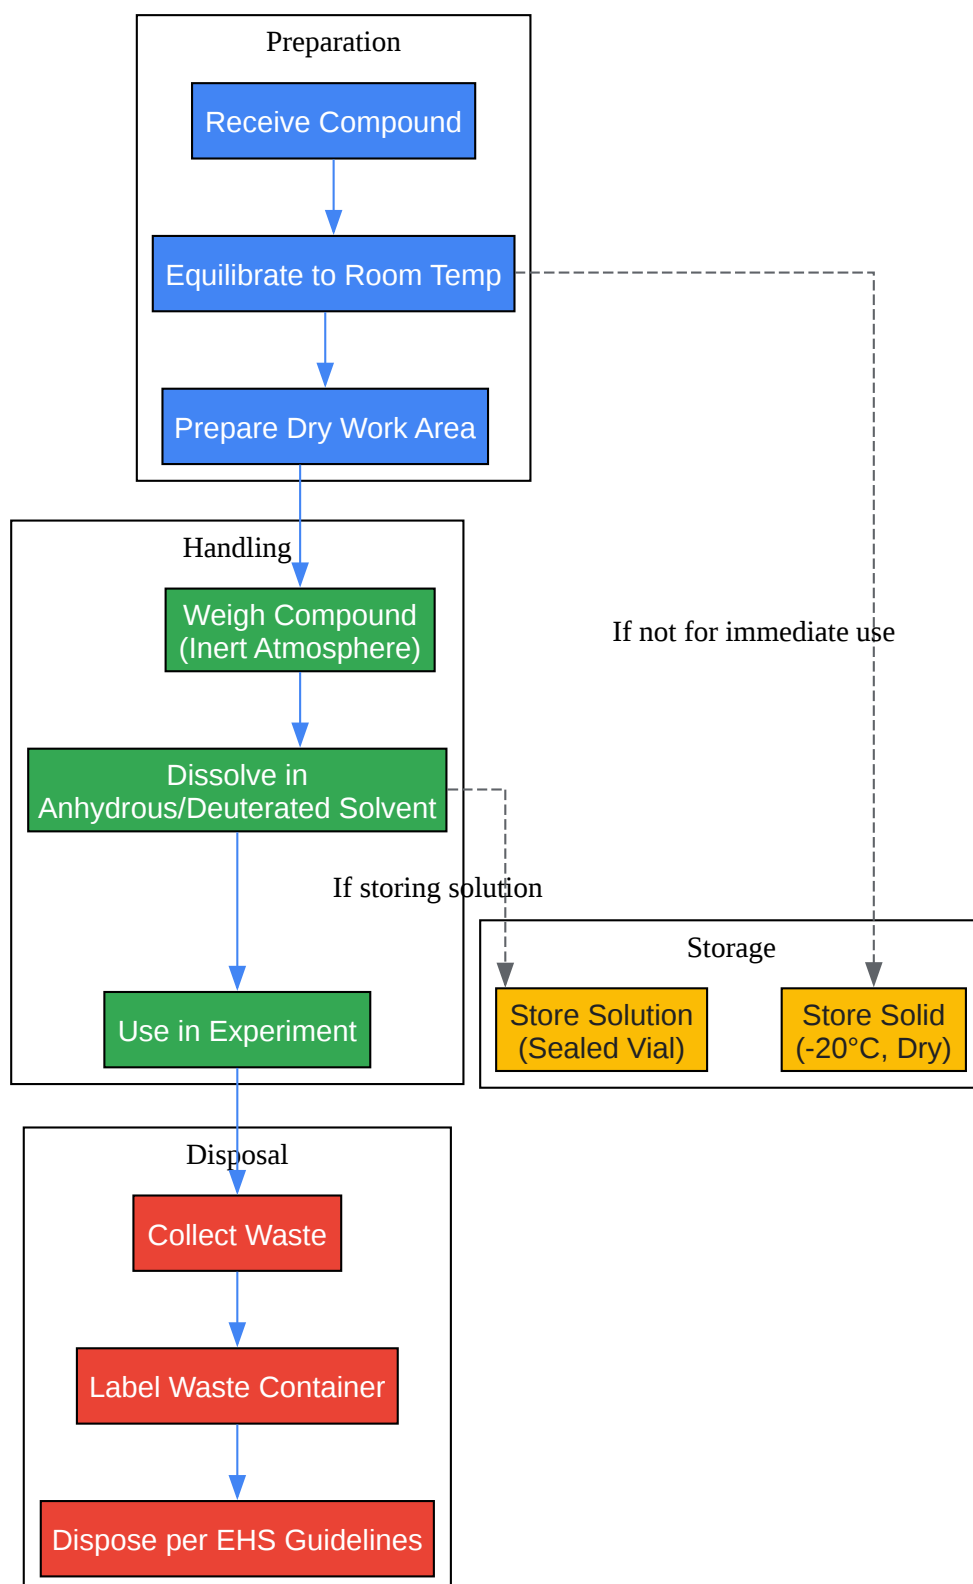 Preparation
Receive Compound
Equilibrate to Room Temp
Prepare Dry Work Area
Handling
Weigh Compound
(Inert Atmosphere)
If not for immediate use
Dissolve in
Anhydrous/Deuterated Solvent
If storing solution
Storage
Store Solution
(Sealed Vial)
Store Solid
(-20°C, Dry)
Use in Experiment
Disposal
Collect Waste
Label Waste Container
Dispose per EHS Guidelines